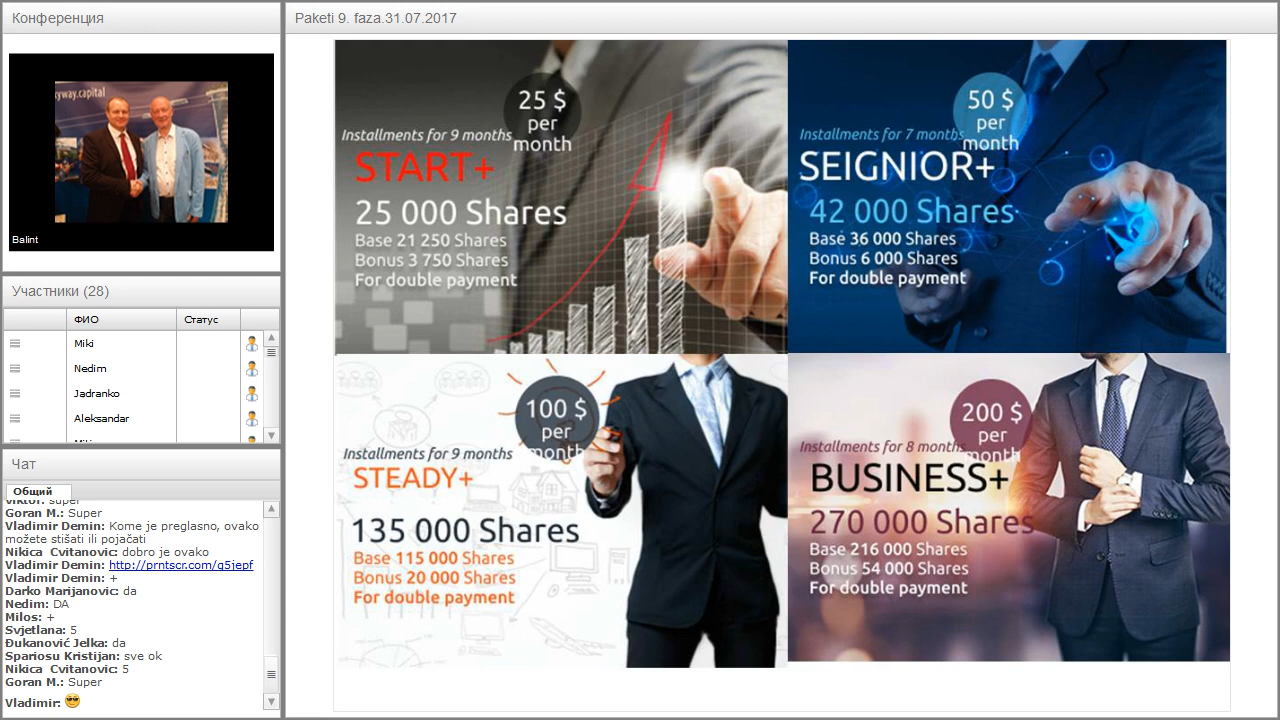 Конференция
yway.capital
Balint
Участники (28)
ФИО
Статус
Miki
Nedim
Jadranko
Aleksandar
Чат
Общий
Viktor: super
Goran M.: Super
Vladimir Demin: Kome je preglasno, ovako
možete stišati ili pojačati
Nikica Cvitanovic: dobro je ovako
Vladimir Demin: http://prntscr.com/g5jepf
Vladimir Demin: +
Darko Marijanovic: da
Nedim: DA
Milos: +
Svjetlana: 5
Đukanović Jelka: da
Spariosu Kristijan: sve ok
Nikica Cvitanovic: 5
Goran M.: Super
Vladimir:
Paketi 9. faza.31.07.2017
25 $
per
month
Installments for 9 months
START+
25 000 Shares
Base 21 250 Shares
Bonus 3 750 Shares
For double payment
50 $
per
month
Installments for 7 months
SEIGNIOR+
42 000 Shares
Base 36 000 Shares
Bonus 6 000 Shares
For double payment
100 $
per
month
Installments for 9 months
STEADY+
135 000 Shares
Base 115 000 Shares
Bonus 20 000 Shares
For double payment
200 $
per
month
Installments for 8 months
BUSINESS+
270 000 Shares
Base 216 000 Shares
Bonus 54 000 Shares
For double payment